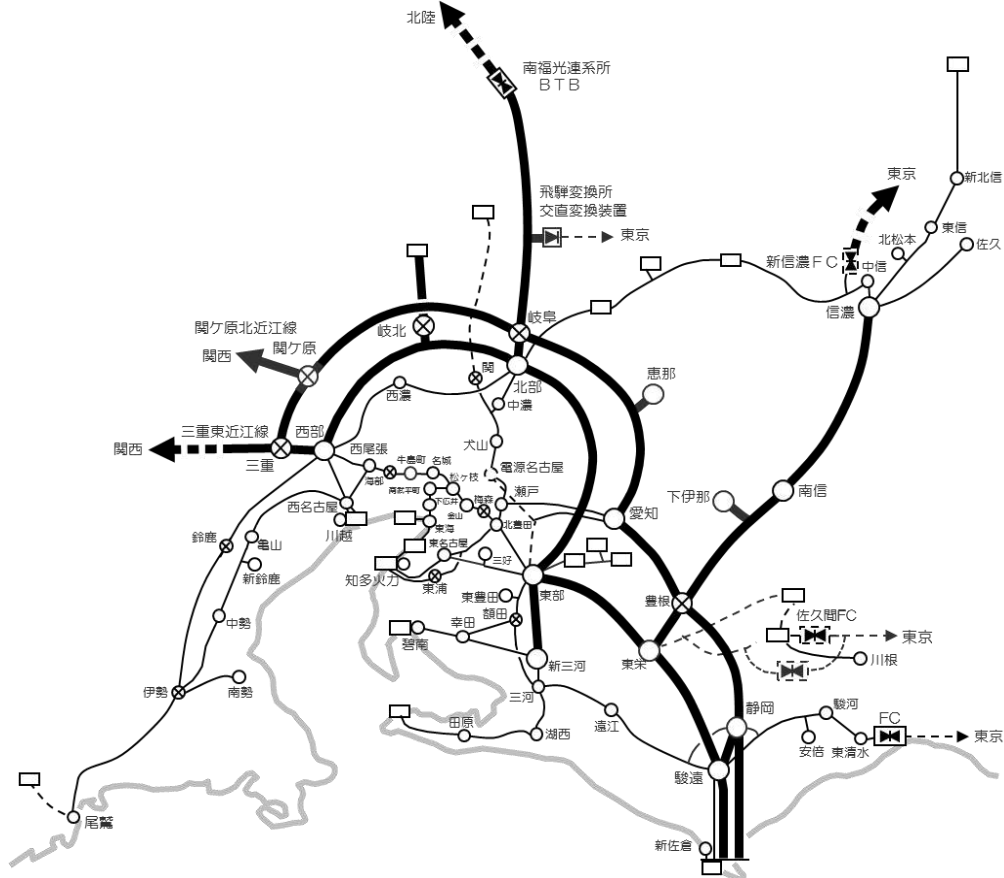 北陸
南福光連系所
ＢＴＢ
飛騨変換所
交直変換装置
東京
東京
新北信
東信
佐久
北松本
新信濃ＦＣ
中信
信濃
岐阜
岐北
関ケ原北近江線
関西
関ケ原
関
北部
中濃
西濃
恵那
犬山
三重東近江線
関西
三重
西部
西尾張
海部
牛島町
名城
南武平町
松ヶ枝
電源名古屋
瀬戸
下広井
金山
梅森
北豊田
愛知
下伊那
南信
西名古屋
川越
東海
東名古屋
三好
鈴鹿
亀山
新鈴鹿
知多火力
東浦
東部
東豊田
額田
豊根
佐久間FC
東京
川根
中勢
碧南
幸田
新三河
東栄
伊勢
南勢
三河
遠江
静岡
駿河
FC
東京
安倍
東清水
田原
湖西
駿遠
尾鷲
新佐倉